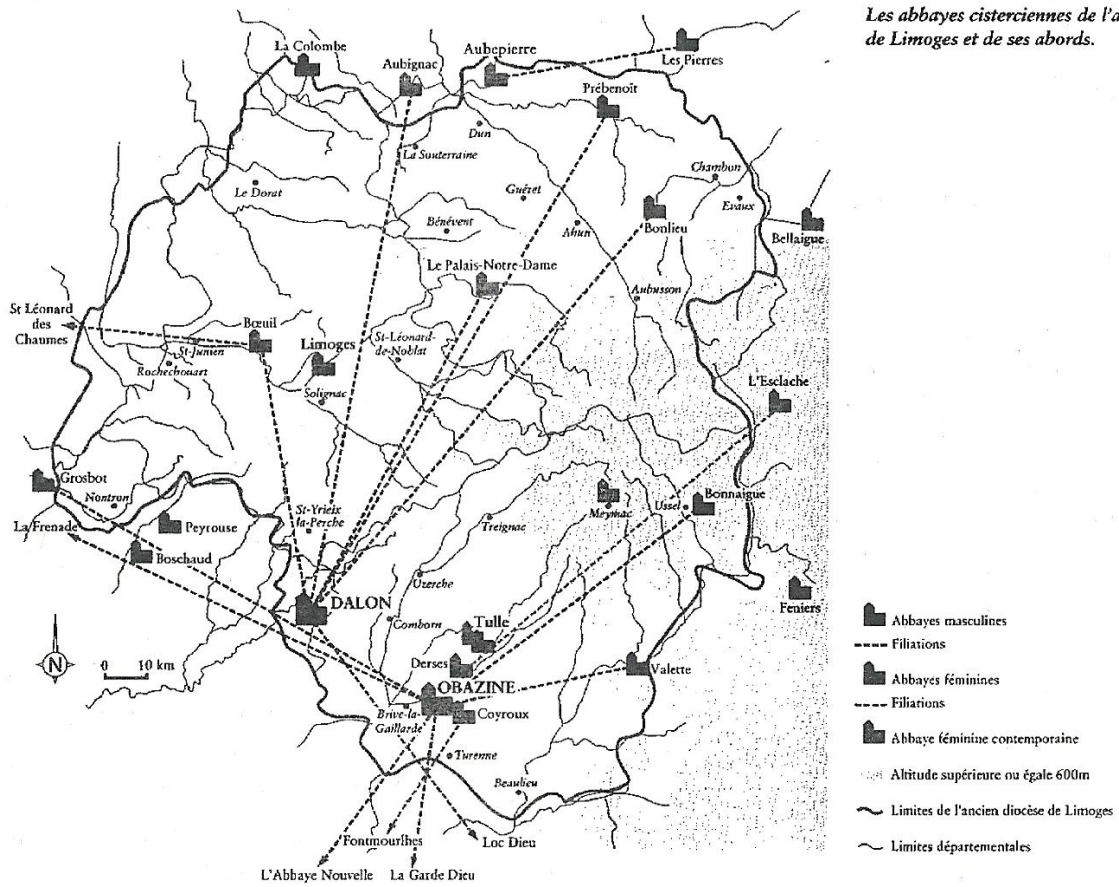 Les abbayes cisterciennes de l'a
de Limoges et de ses abords.
La Colombe
Aubignac
Aubepierre
Les Pierres
Prébenoît
Dun
La Souterraine
Le Dorat
Guéret
Chambon
Evaux
Bénévent
Ahun
Bonlieu
Bellaigue
Le Palais-Notre-Dame
Aubusson
St Léonard
des
Chaumes
Bœuil
St-Junien
Rochechouart
Limoges
St-Léonard-
de-Noblat
Solignac
L'Esclache
Grosbot
Nontron
La Frenade
Peyrouse
Boschaud
St-Yrieix
la-Perche
Treignac
Meymac
Ussel
Bonnaigue
Uzerche
DALON
Comborn
Tulle
Feniers
Derses
Valette
OBAZINE
Brive-la-
Gaillarde
Coyroux
Turenne
Beaulieu
N
0 10 km
Fontmourlhes
Loc Dieu
L'Abbaye Nouvelle
La Garde Dieu
Abbayes masculines
Filiations
Abbayes féminines
Filiations
Abbaye féminine contemporaine
Altitude supérieure ou égale 600m
Limites de l'ancien diocèse de Limoges
Limites départementales